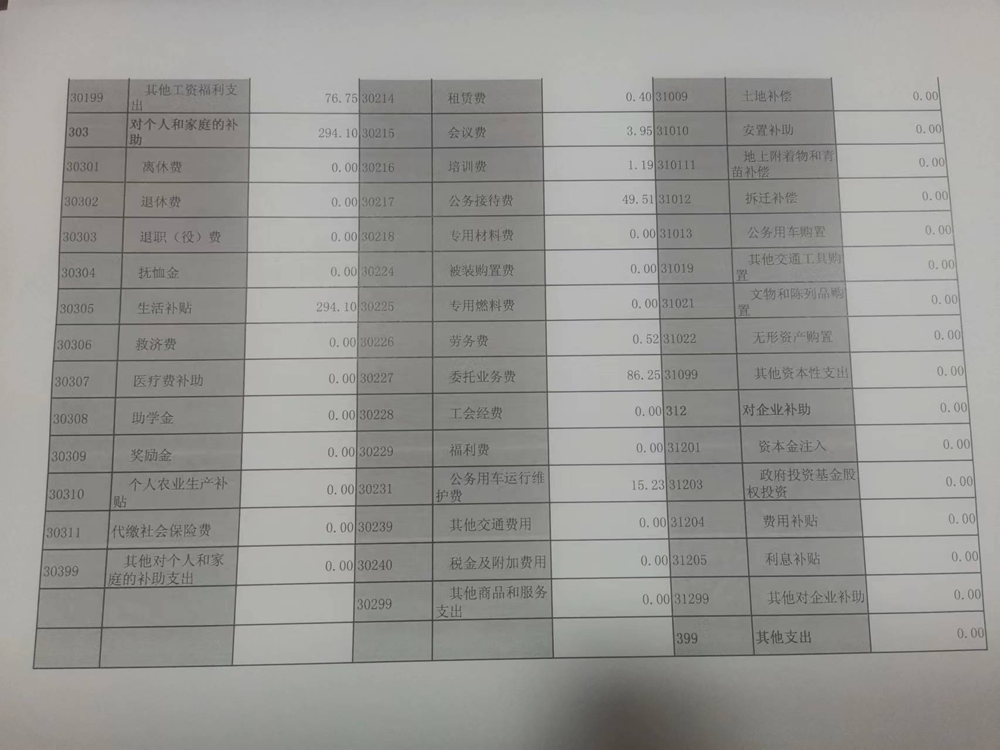 30199 其他工资福利支出 76.75 30214 租赁费 0.40 31009 土地补偿 0.00
303 对个人和家庭的补助 294.10 30215 会议费 3.95 31010 安置补助 0.00
30301 离休费 0.00 30216 培训费 1.19 310111 地上附着物和青苗补偿 0.00
30302 退休费 0.00 30217 公务接待费 49.51 31012 拆迁补偿 0.00
30303 退职（役）费 0.00 30218 专用材料费 0.00 31013 公务用车购置 0.00
30304 抚恤金 0.00 30224 被装购置费 0.00 31019 其他交通工具购置 0.00
30305 生活补贴 294.10 30225 专用燃料费 0.00 31021 文物和陈列品购置 0.00
30306 救济费 0.00 30226 劳务费 0.52 31022 无形资产购置 0.00
30307 医疗费补助 0.00 30227 委托业务费 86.25 31099 其他资本性支出 0.00
30308 助学金 0.00 30228 工会经费 0.00 312 对企业补助 0.00
30309 奖励金 0.00 30229 福利费 0.00 31201 资本金注入 0.00
30310 个人农业生产补贴 0.00 30231 公务用车运行维护费 15.23 31203 政府投资基金股权投资 0.00
30311 代缴社会保险费 0.00 30239 其他交通费用 0.00 31204 费用补贴 0.00
30399 其他对个人和家庭的补助支出 0.00 30240 税金及附加费用 0.00 31205 利息补贴 0.00
30299 其他商品和服务支出 0.00 31299 其他对企业补助 0.00
399 其他支出 0.00